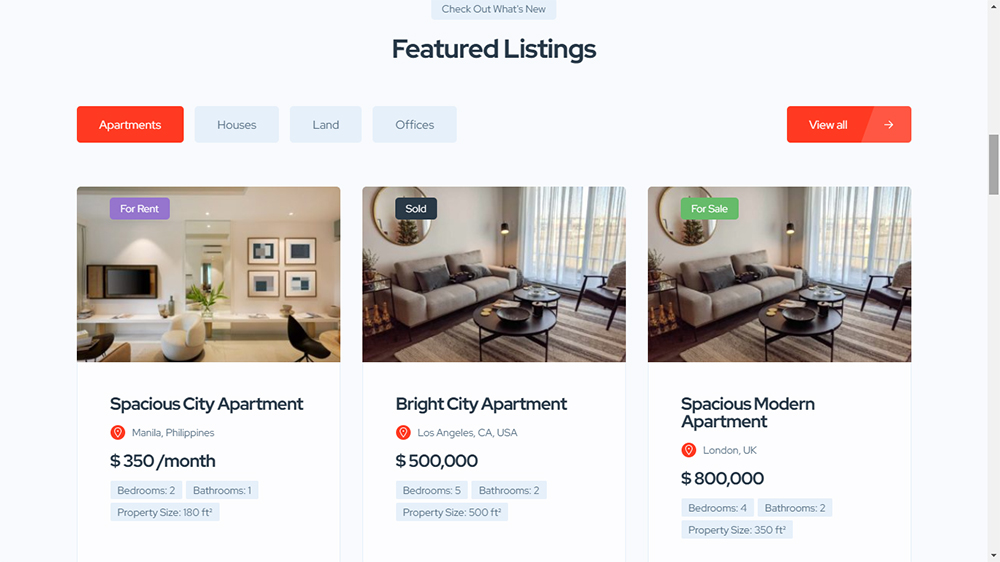 Check Out What's New
Featured Listings
Apartments
Houses
Land
Offices
View all
For Rent
Sold
For Sale
Spacious City Apartment
Manila, Philippines
$ 350 /month
Bedrooms: 2
Bathrooms: 1
Property Size: 180 ft²
Bright City Apartment
Los Angeles, CA, USA
$ 500,000
Bedrooms: 5
Bathrooms: 2
Property Size: 500 ft²
Spacious Modern
Apartment
London, UK
$ 800,000
Bedrooms: 4
Bathrooms: 2
Property Size: 350 ft²